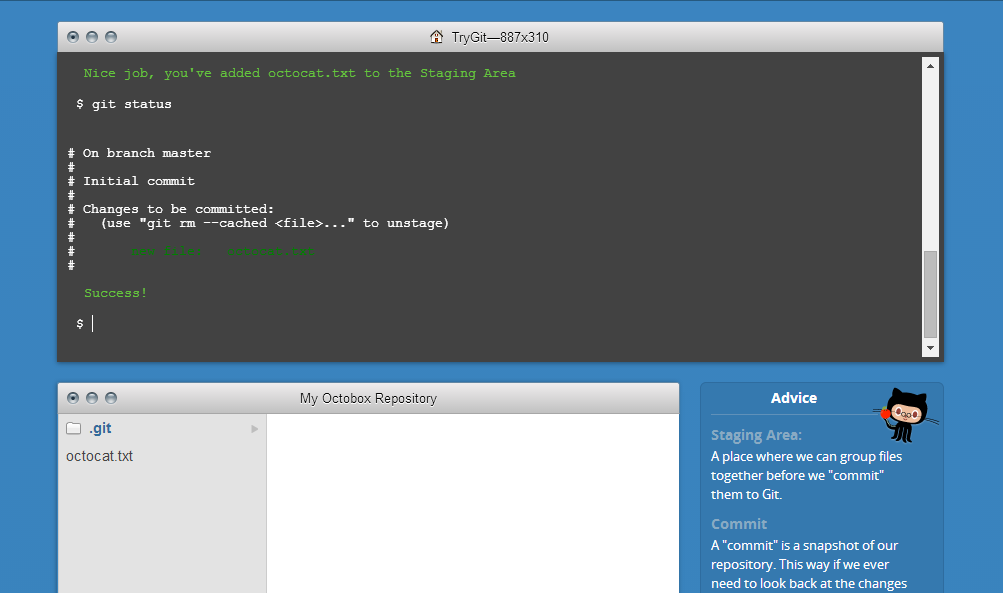 TryGit—887x310
Nice job, you've added octocat.txt to the Staging Area
$ git status
# On branch master
#
# Initial commit
#
# Changes to be committed:
#   (use "git rm --cached <file>..." to unstage)
#
#       new file:   octocat.txt
#
Success!
$
My Octobox Repository
.git
octocat.txt
Advice
Staging Area:
A place where we can group files
together before we "commit"
them to Git.
Commit
A "commit" is a snapshot of our
repository. This way if we ever
need to look back at the changes